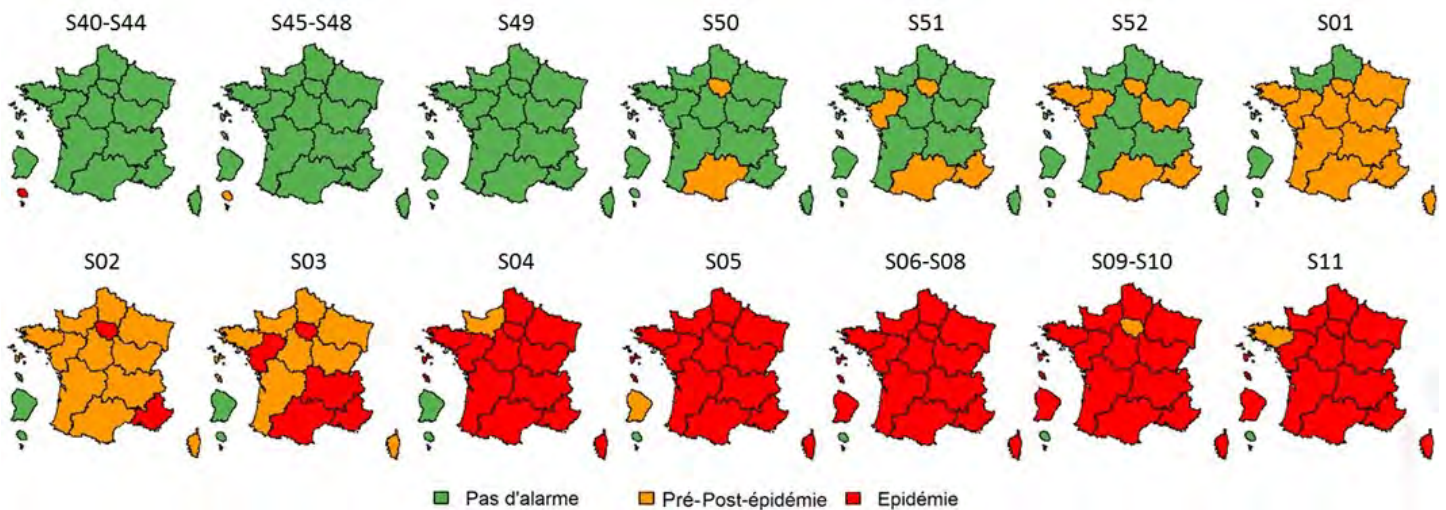 S40-S44 S45-S48 S49 S50 S51 S52 S01
S02 S03 S04 S05 S06-S08 S09-S10 S11
Pas d'alarme Pré-Post-épidémie Epidémie